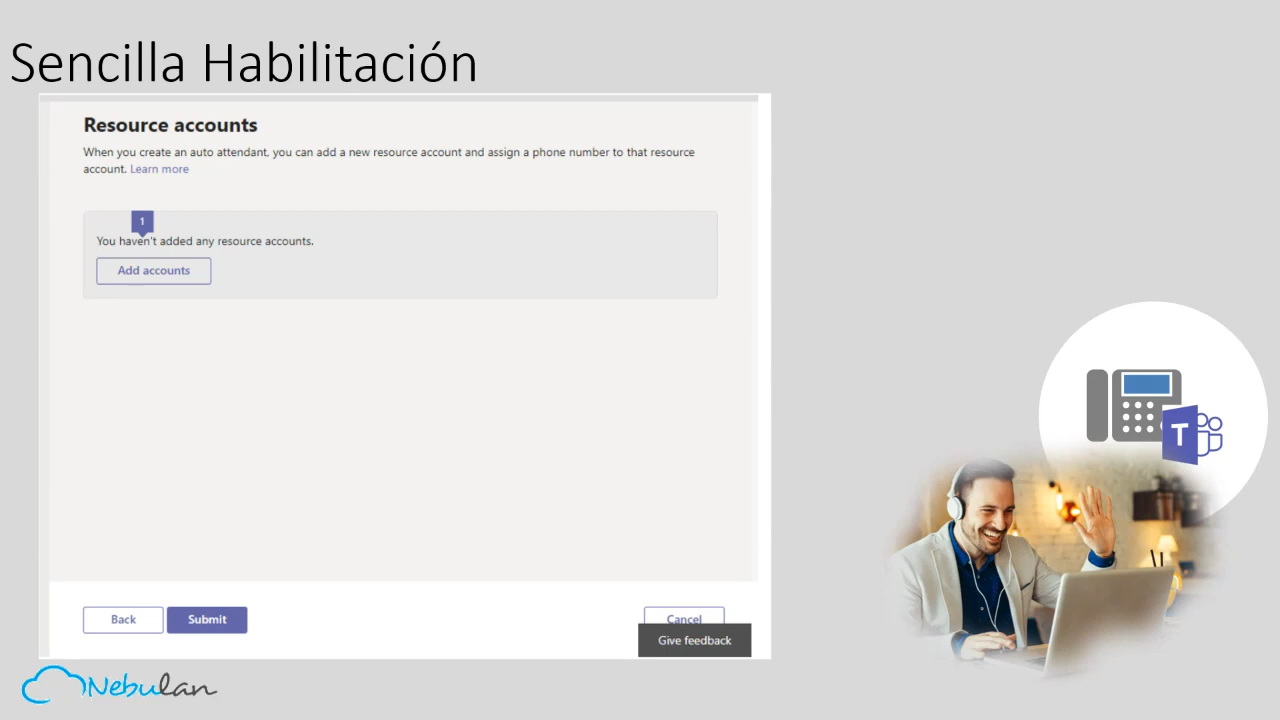 Sencilla Habilitación
Resource accounts
When you create an auto attendant, you can add a new resource account and assign a phone number to that resource
account. Learn more
1
You haven't added any resource accounts.
Add accounts
Back
Submit
Cancel
Give feedback
T
Nebulan